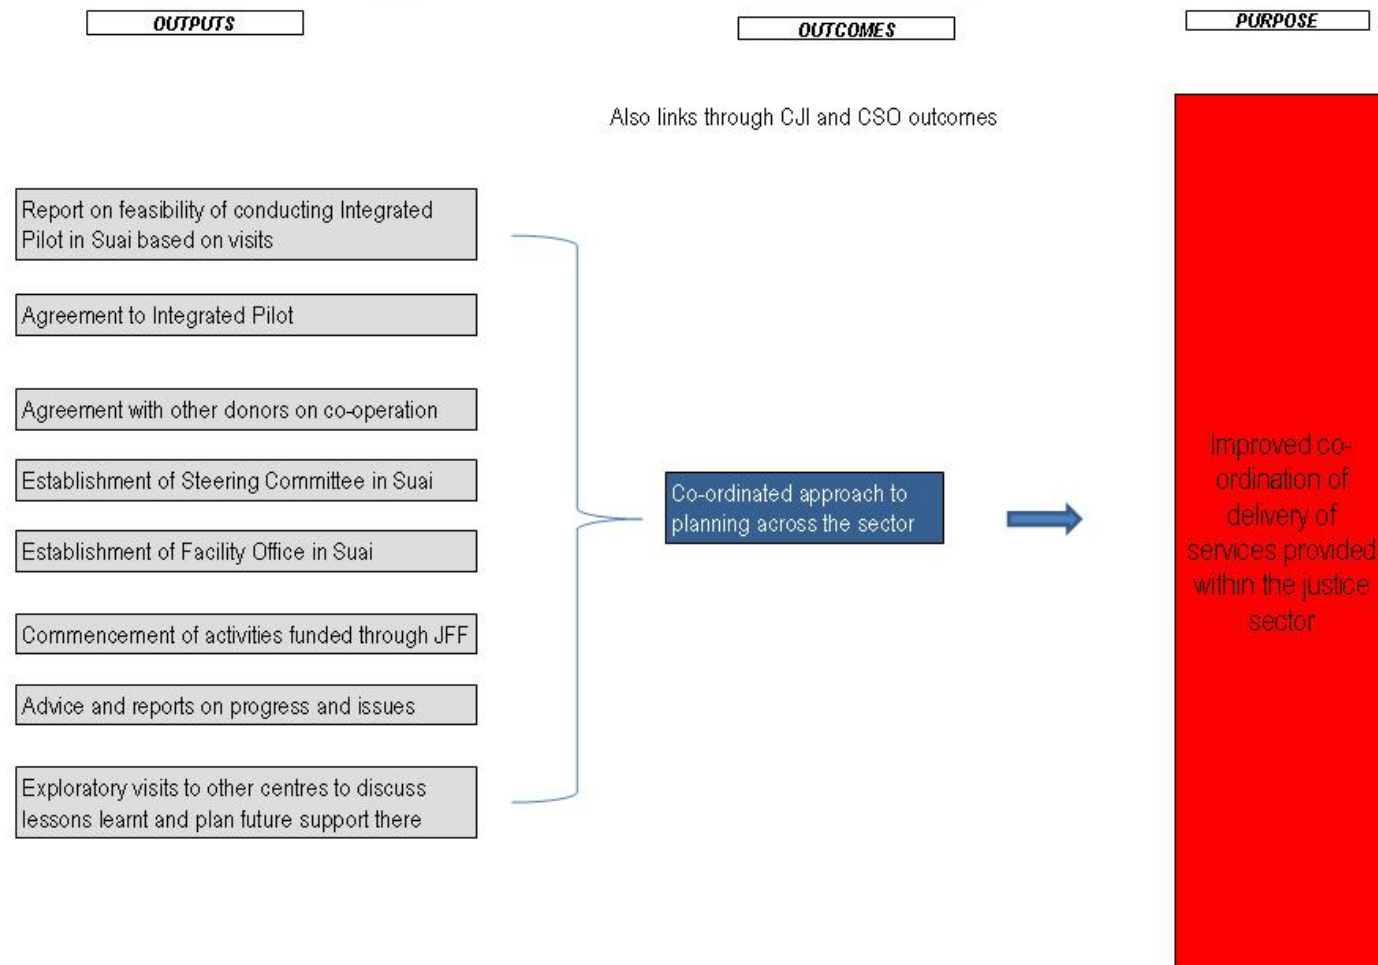 OUTPUTS
OUTCOMES
PURPOSE
Also links through CJI and CSO outcomes
Report on feasibility of conducting Integrated
Pilot in Suai based on visits
Agreement to Integrated Pilot
Agreement with other donors on co-operation
Establishment of Steering Committee in Suai
Establishment of Facility Office in Suai
Commencement of activities funded through JFF
Advice and reports on progress and issues
Exploratory visits to other centres to discuss
lessons learnt and plan future support there
Co-ordinated approach to
planning across the sector
Improved co-
ordination of
delivery of
services provided
within the justice
sector